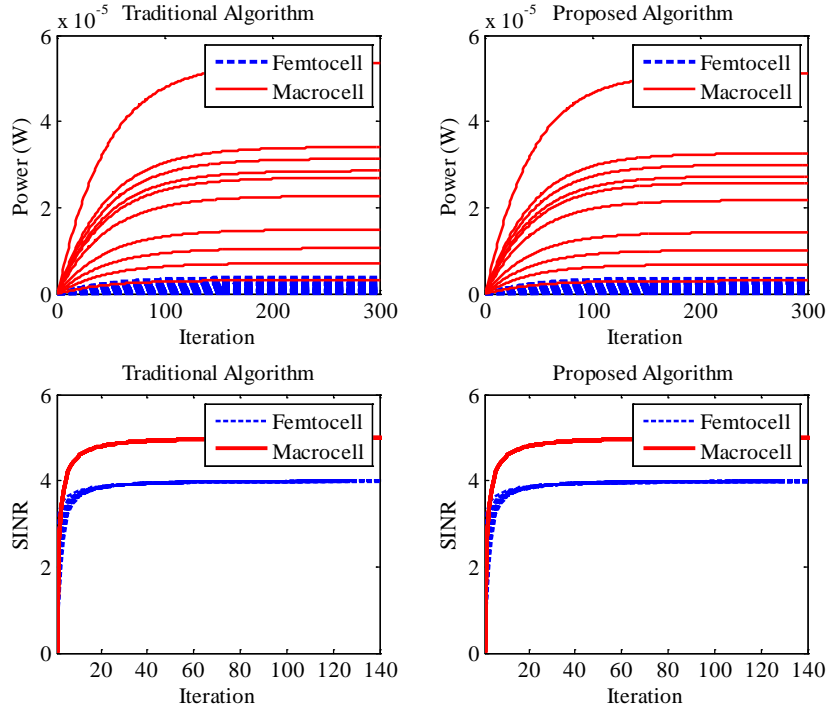 Traditional Algorithm
x 10^-5
6
4
2
0
Power (W)
0 100 200 300
Iteration
Femtocell
Macrocell
Proposed Algorithm
x 10^-5
6
4
2
0
Power (W)
0 100 200 300
Iteration
Femtocell
Macrocell
Traditional Algorithm
6
4
2
0
SINR
20 40 60 80 100 120 140
Iteration
Femtocell
Macrocell
Proposed Algorithm
6
4
2
0
SINR
20 40 60 80 100 120 140
Iteration
Femtocell
Macrocell